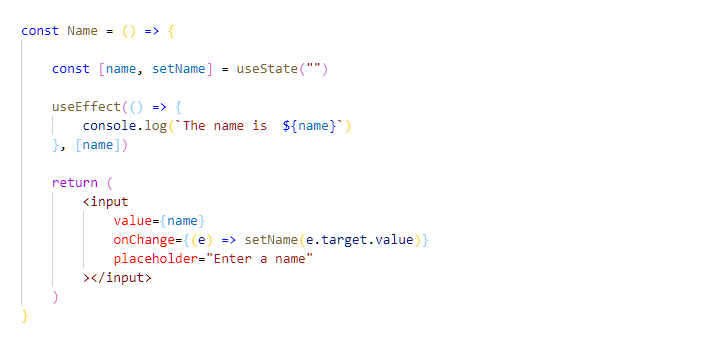 const Name = () => {
const [name, setName] = useState("")
useEffect(() => {
console.log(`The name is  ${name}`)
}, [name])
return (
<input
value={name}
onChange={(e) => setName(e.target.value)}
placeholder="Enter a name"
></input>
)
}